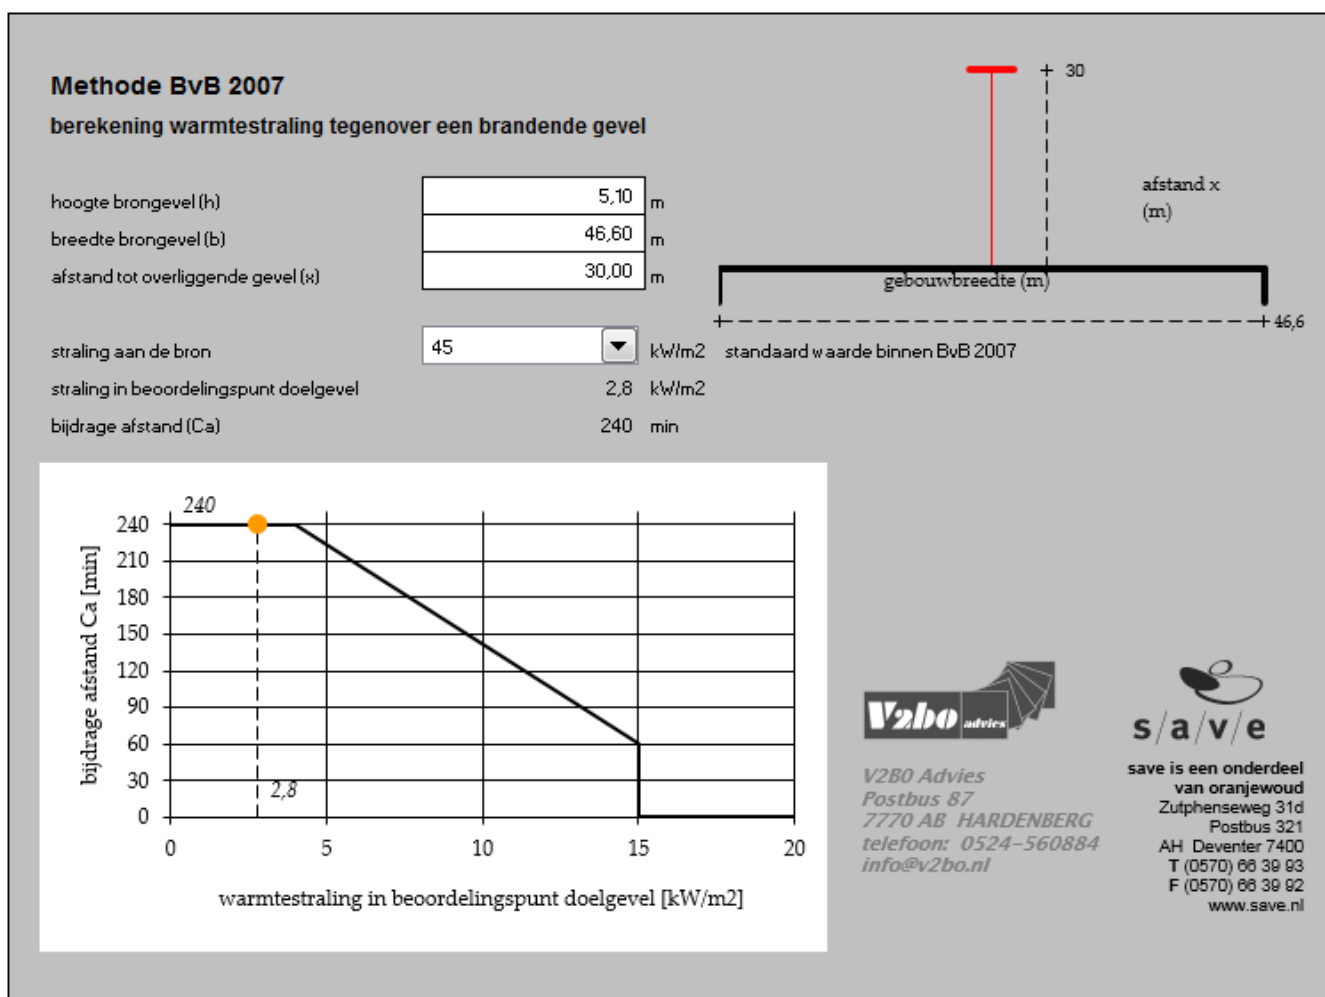 Methode BvB 2007
berekening warmtestraling tegenover een brandende gevel
hoogte brongevel (h) 5,10 m
breedte brongevel (b) 46,60 m
afstand tot overliggende gevel (x) 30,00 m
30
afstand x
(m)
gebouwbreedte (m)
46,6
straling aan de bron 45 kW/m2 standaard waarde binnen BvB 2007
straling in beoordelingspunt doelgevel 2,8 kW/m2
bijdrage afstand (Ca) 240 min
240
bijdrage afstand Ca [min]
240
210
180
150
120
90
60
30
0
2,8
0 5 10 15 20
warmtestraling in beoordelingspunt doelgevel [kW/m2]
V2bo advies
V2BO Advies
Postbus 87
7770 AB HARDENBERG
telefoon: 0524-560884
info@v2bo.nl
s/a/v/e
save is een onderdeel
van oranjewoud
Zutphenseweg 31d
Postbus 321
AH Deventer 7400
T (0570) 66 39 93
F (0570) 66 39 92
www.save.nl